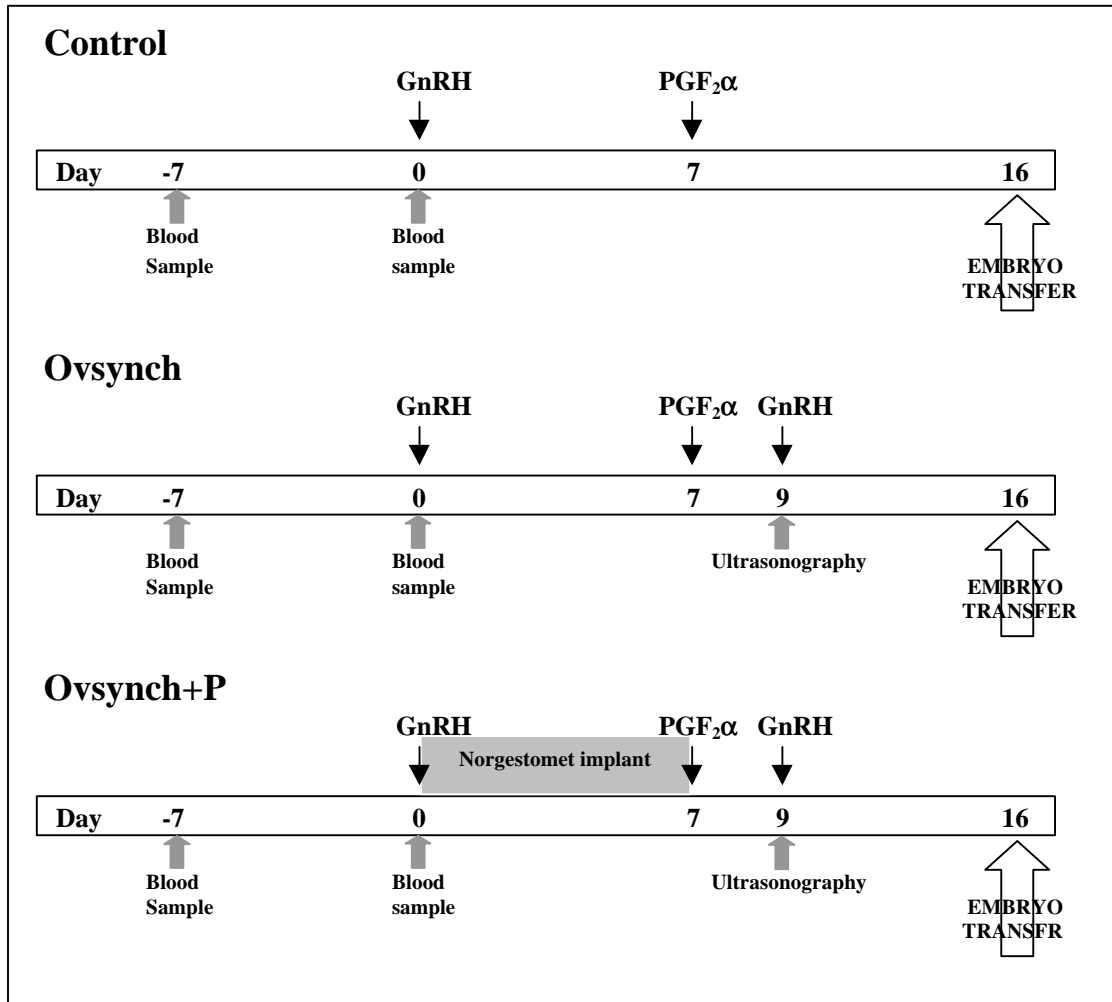 Control
GnRH PGF₂α
Day -7 0 7 16
Blood Sample
Blood sample
EMBRYO TRANSFER
Ovsynch
GnRH PGF₂α GnRH
Day -7 0 7 9 16
Blood Sample
Blood sample
Ultrasonography
EMBRYO TRANSFER
Ovsynch+P
GnRH PGF₂α GnRH
Norgestomet implant
Day -7 0 7 9 16
Blood Sample
Blood sample
Ultrasonography
EMBRYO TRANSFR